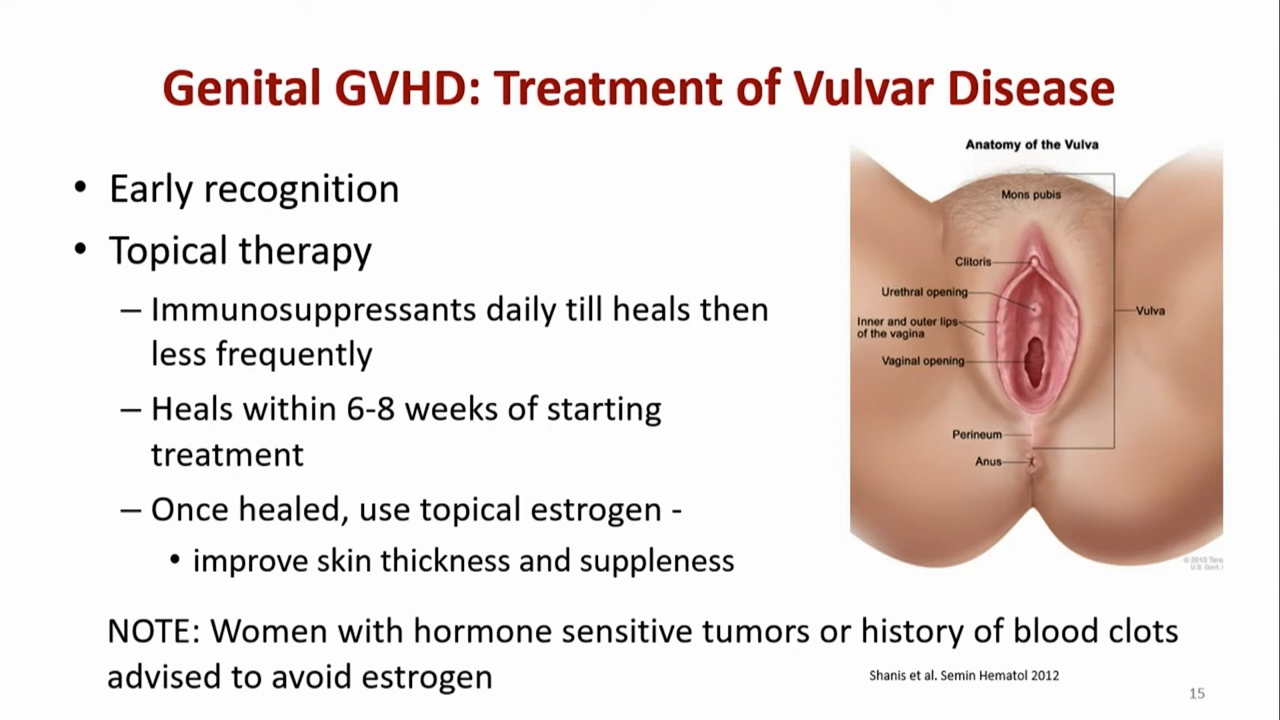 Genital GVHD: Treatment of Vulvar Disease
• Early recognition
• Topical therapy
– Immunosuppressants daily till heals then
less frequently
– Heals within 6-8 weeks of starting
treatment
– Once healed, use topical estrogen -
• improve skin thickness and suppleness
NOTE: Women with hormone sensitive tumors or history of blood clots
advised to avoid estrogen
Anatomy of the Vulva
Mons pubis
Clitoris
Urethral opening
Inner and outer lips
of the vagina
Vaginal opening
Vulva
Perineum
Anus
© 2013 Tere
U.S. Govt
Shanis et al. Semin Hematol 2012
15